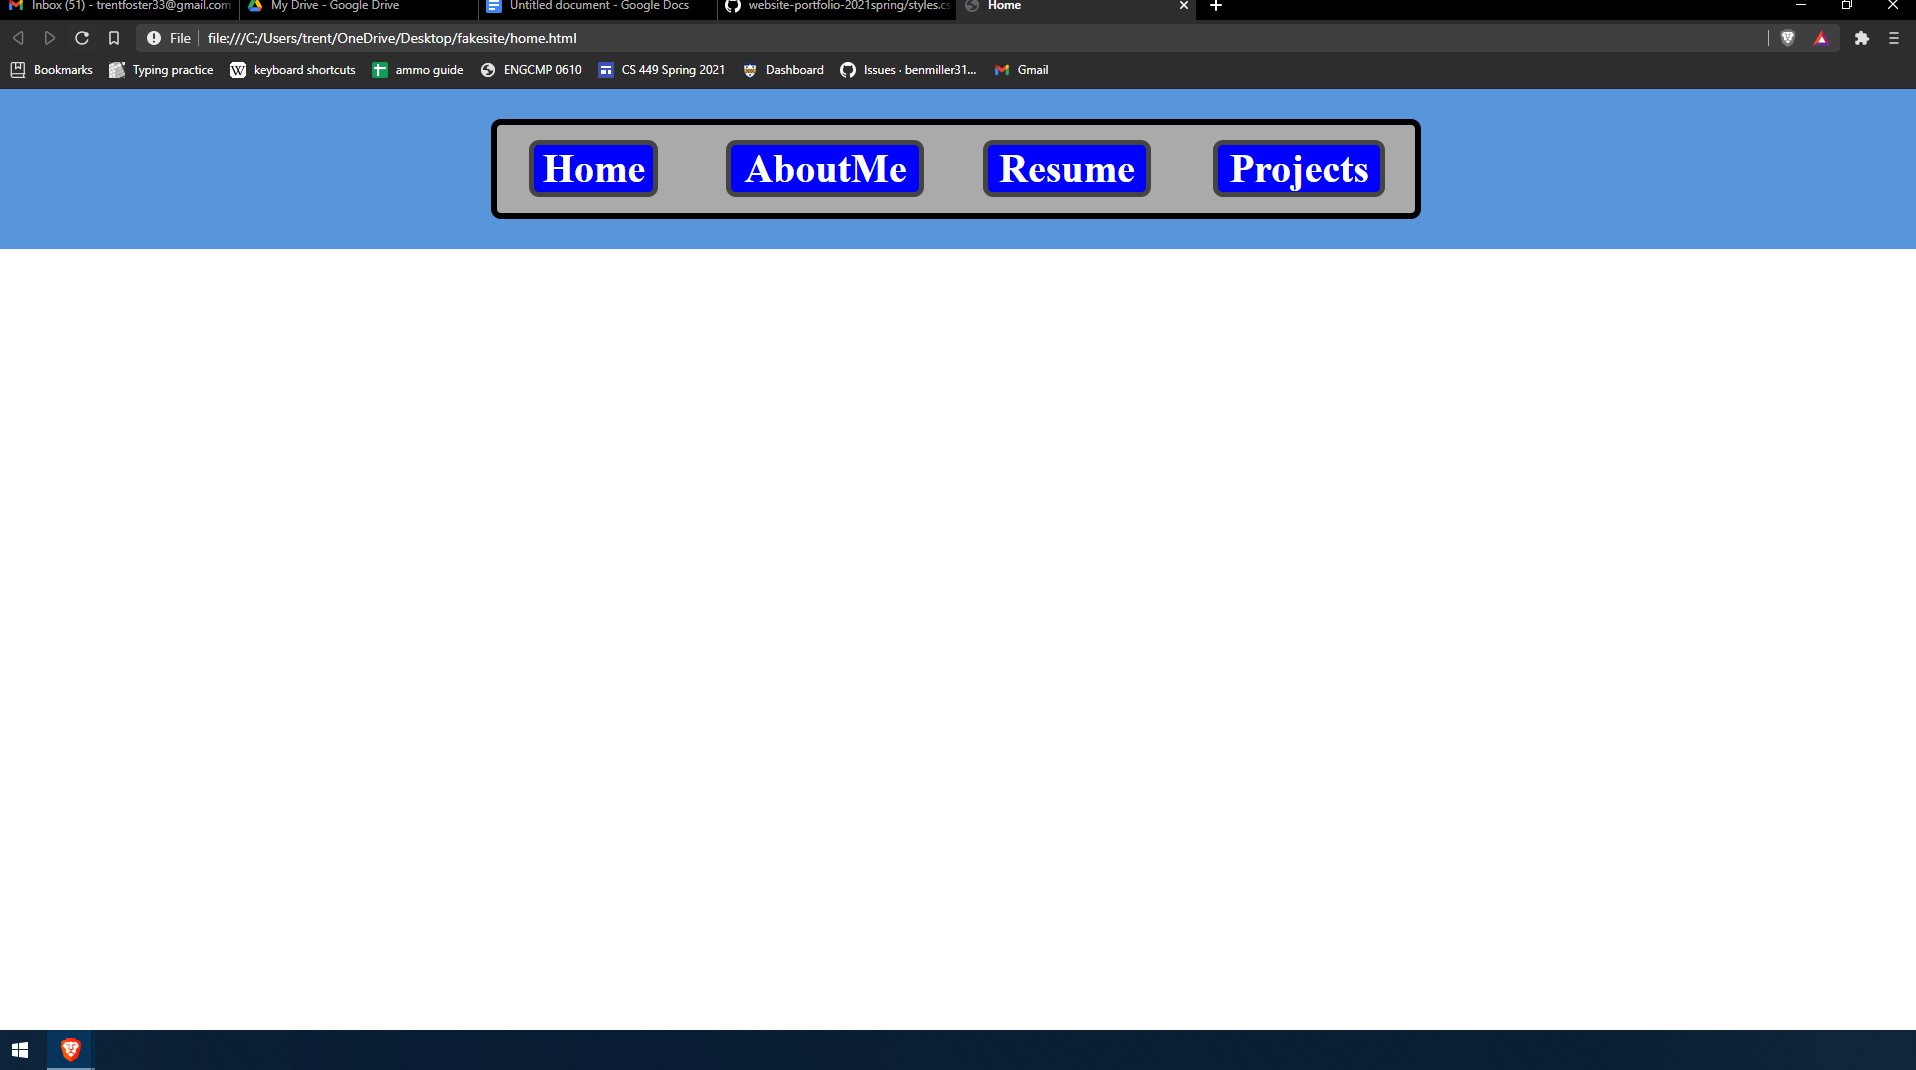 Inbox (51) - trentfoster33@gmail.com
My Drive - Google Drive
Untitled document - Google Docs
website-portfolio-2021spring/styles.cs
Home
File
file:///C:/Users/trent/OneDrive/Desktop/fakesite/home.html
Bookmarks
Typing practice
W keyboard shortcuts
ammo guide
ENGCMP 0610
CS 449 Spring 2021
Dashboard
Issues · benmiller31...
Gmail
Home
AboutMe
Resume
Projects